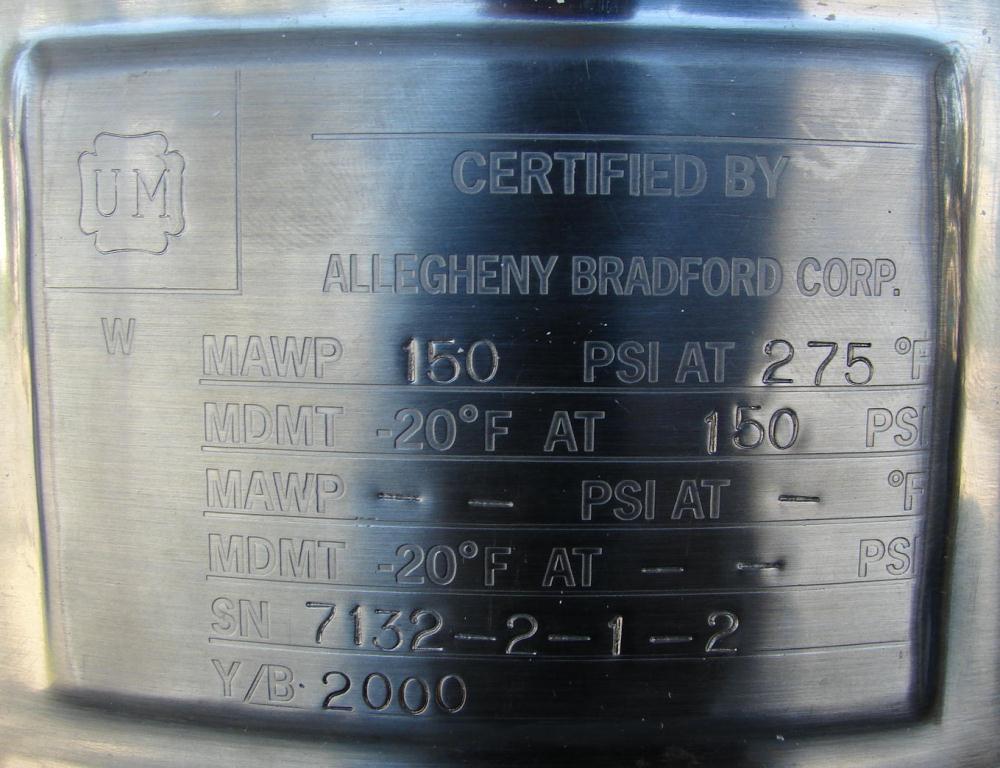 UM
CERTIFIED BY
ALLEGHENY BRADFORD CORP.
W
MAWP 150 PSI AT 275 °F
MDMT -20°F AT 150 PSI
MAWP - - PSI AT - °F
MDMT -20°F AT - - PSI
SN 7132-2-1-2
Y/B 2000